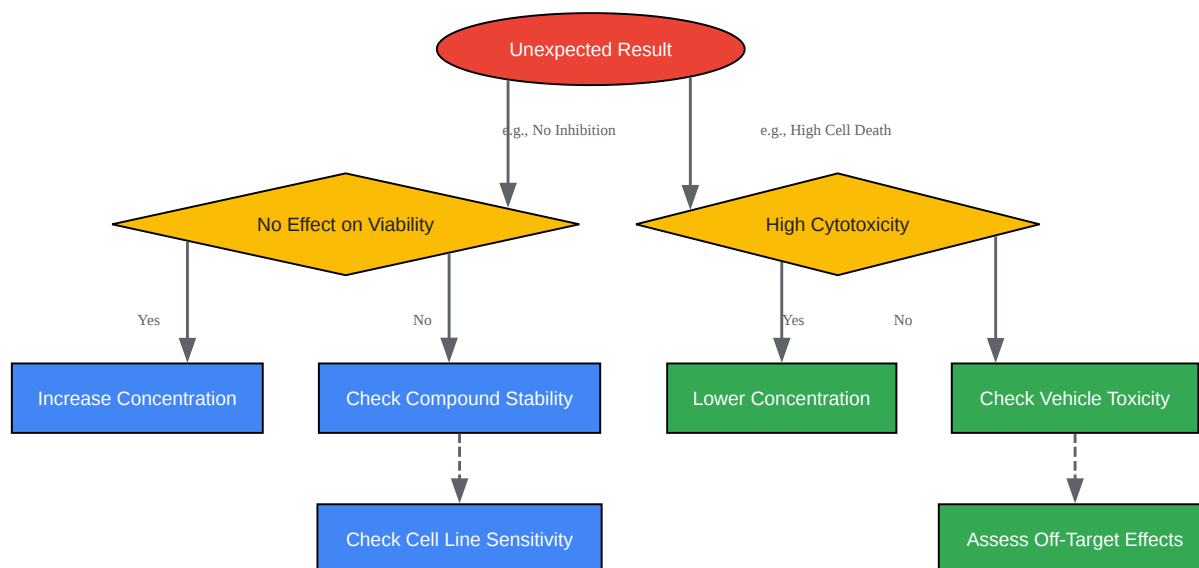 Unexpected Result
e.g., No Inhibition
e.g., High Cell Death
No Effect on Viability
High Cytotoxicity
Yes
No
Yes
No
Increase Concentration
Check Compound Stability
Lower Concentration
Check Vehicle Toxicity
Check Cell Line Sensitivity
Assess Off-Target Effects